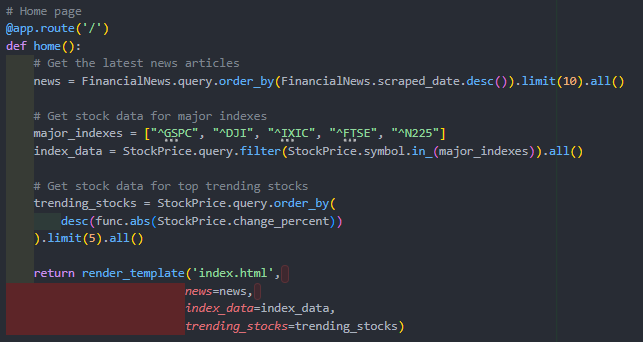 # Home page
@app.route('/')
def home():
    # Get the latest news articles
    news = FinancialNews.query.order_by(FinancialNews.scraped_date.desc()).limit(10).all()

    # Get stock data for major indexes
    major_indexes = ["^GSPC", "^DJI", "^IXIC", "^FTSE", "^N225"]
    index_data = StockPrice.query.filter(StockPrice.symbol.in_(major_indexes)).all()

    # Get stock data for top trending stocks
    trending_stocks = StockPrice.query.order_by(
        desc(func.abs(StockPrice.change_percent))
    ).limit(5).all()

    return render_template('index.html',
                          news=news,
                          index_data=index_data,
                          trending_stocks=trending_stocks)